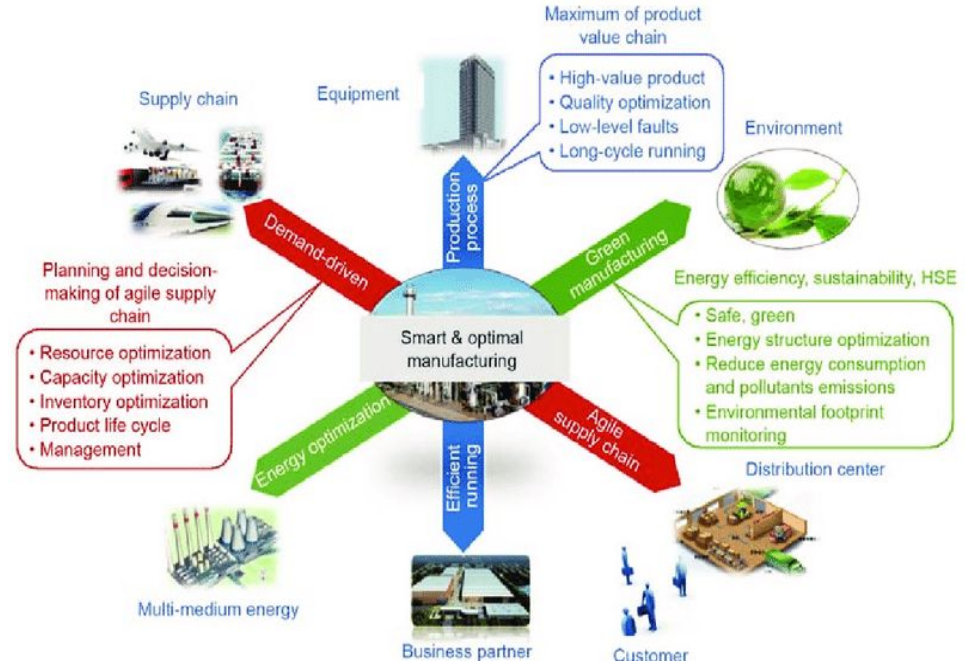 Maximum of product
value chain
• High-value product
• Quality optimization
• Low-level faults
• Long-cycle running
Equipment
Supply chain
Environment
Production
process
Demand-driven
Green
manufacturing
Planning and decision-
making of agile supply
chain
• Resource optimization
• Capacity optimization
• Inventory optimization
• Product life cycle
• Management
Energy efficiency, sustainability, HSE
• Safe, green
• Energy structure optimization
• Reduce energy consumption
and pollutants emissions
• Environmental footprint
monitoring
Smart & optimal
manufacturing
Energy optimization
Efficient
running
Agile
supply chain
Distribution center
Multi-medium energy
Business partner
Customer